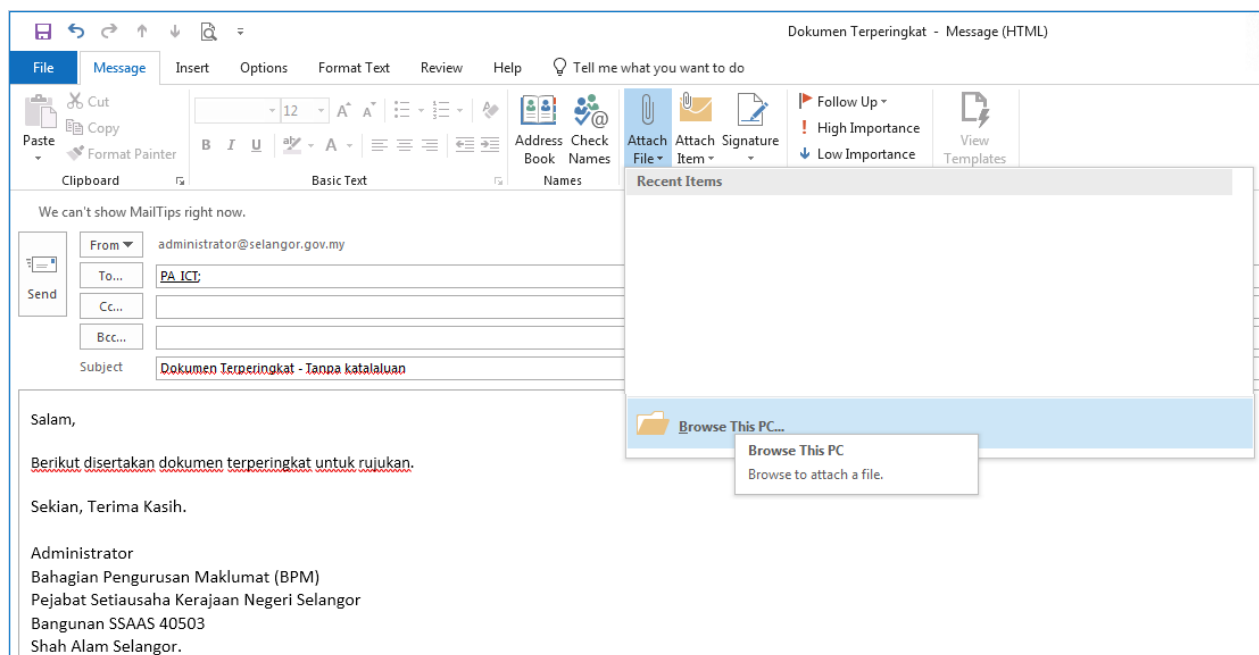 Dokumen Terperingkat - Message (HTML)
File Message Insert Options Format Text Review Help Tell me what you want to do
Cut
Copy
Format Painter
Paste
Clipboard
12
B I U
Basic Text
Address Book
Check Names
Names
Attach File
Attach Item
Signature
Follow Up
High Importance
Low Importance
View Templates
Recent Items
Browse This PC...
Browse This PC
Browse to attach a file.
We can't show MailTips right now.
From administrator@selangor.gov.my
To... PA_ICT;
Cc...
Bcc...
Send
Subject Dokumen Terperingkat - Tanpa katalaluan
Salam,
Berikut disertakan dokumen terperingkat untuk rujukan.
Sekian, Terima Kasih.
Administrator
Bahagian Pengurusan Maklumat (BPM)
Pejabat Setiausaha Kerajaan Negeri Selangor
Bangunan SSAAS 40503
Shah Alam Selangor.